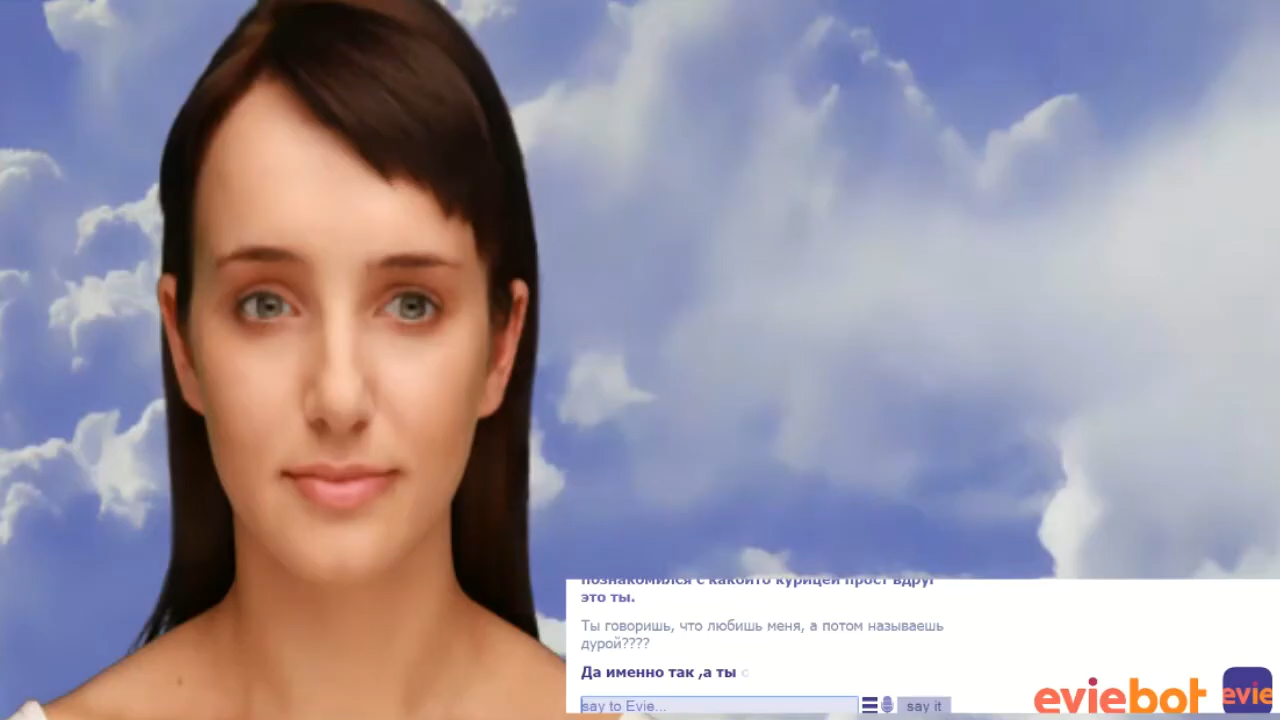 познакомился с какойто курицей прост вдруг
это ты.
Ты говоришь, что любишь меня, а потом называешь
дурой????
Да именно так ,а ты с
say to Evie...
say it
eviebot
evie